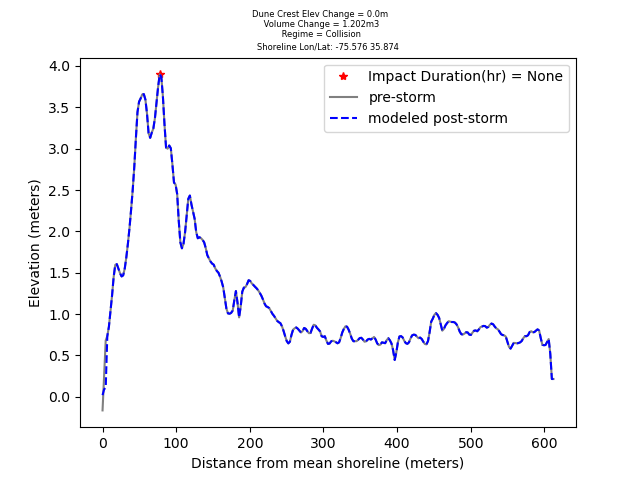 Dune Crest Elev Change = 0.0m
Volume Change = 1.202m3
Regime = Collision
Shoreline Lon/Lat: -75.576 35.874
Impact Duration(hr) = None
pre-storm
modeled post-storm
Elevation (meters)
4.0
3.5
3.0
2.5
2.0
1.5
1.0
0.5
0.0
0 100 200 300 400 500 600
Distance from mean shoreline (meters)